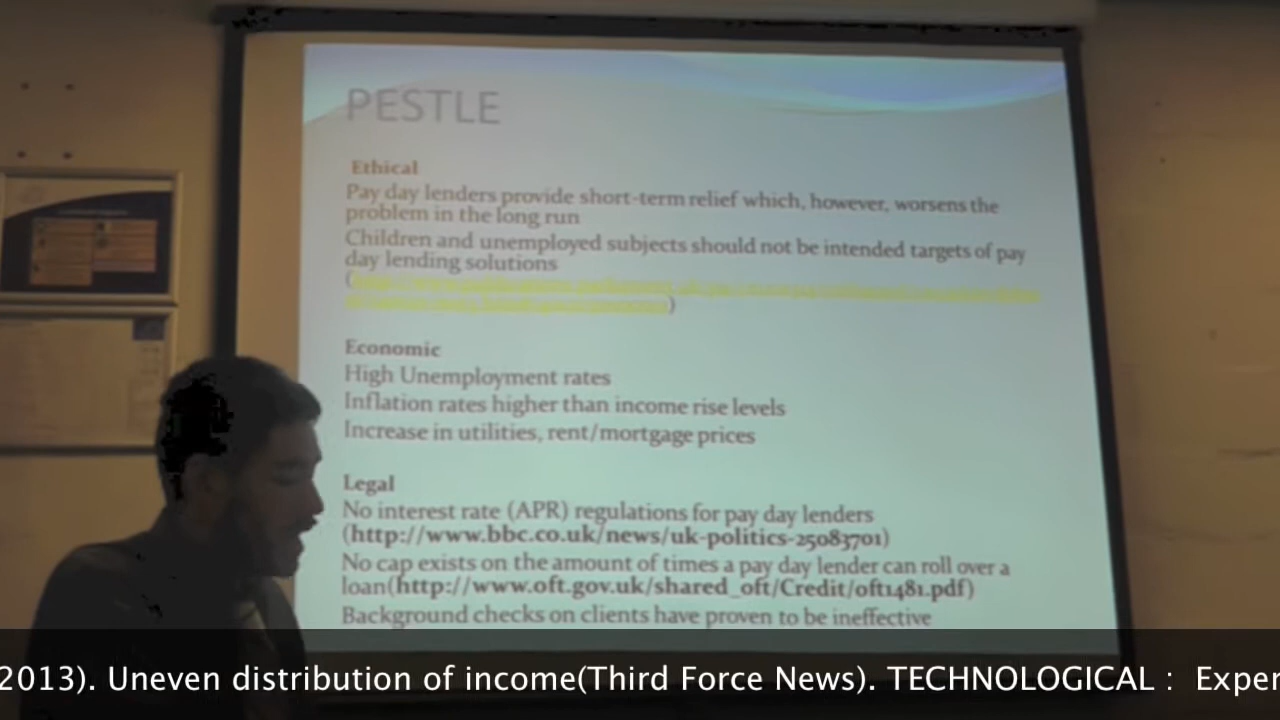 PESTLE
Ethical
Pay day lenders provide short-term relief which, however, worsens the
problem in the long run
Children and unemployed subjects should not be intended targets of pay
day lending solutions
(
)
Economic
High Unemployment rates
Inflation rates higher than income rise levels
Increase in utilities, rent/mortgage prices
Legal
No interest rate (APR) regulations for pay day lenders
(http://www.bbc.co.uk/news/uk-politics-25083701)
No cap exists on the amount of times a pay day lender can roll over a
loan(http://www.oft.gov.uk/shared_oft/Credit/oft1481.pdf)
Background checks on clients have proven to be ineffective
2013). Uneven distribution of income(Third Force News). TECHNOLOGICAL : Exper